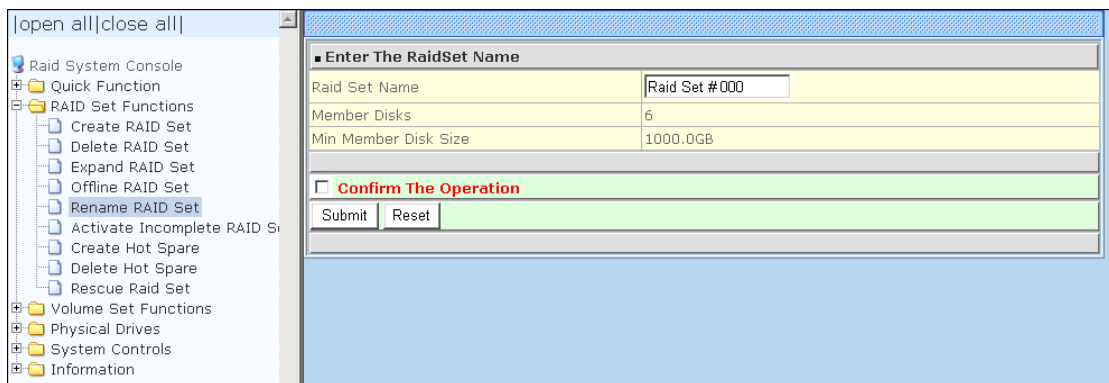 |open all|close all|
Raid System Console
Quick Function
RAID Set Functions
Create RAID Set
Delete RAID Set
Expand RAID Set
Offline RAID Set
Rename RAID Set
Activate Incomplete RAID S
Create Hot Spare
Delete Hot Spare
Rescue Raid Set
Volume Set Functions
Physical Drives
System Controls
Information
Enter The RaidSet Name
Raid Set Name Raid Set #000
Member Disks 6
Min Member Disk Size 1000.0GB
Confirm The Operation
Submit Reset